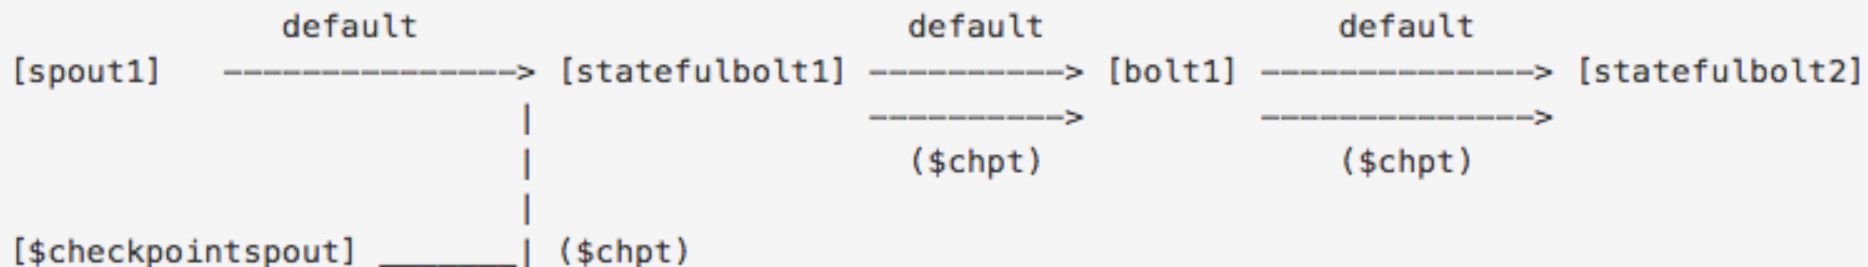 default default default
[spout1] ---------------> [statefulbolt1] ----------> [bolt1] --------------> [statefulbolt2]
| ----------> -------------->
| ($chpt) ($chpt)
|
[$checkpointspout] _______| ($chpt)